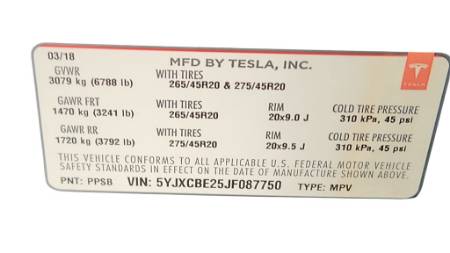 03/18 MFD BY TESLA, INC.
GVWR WITH TIRES
3079 kg (6788 lb) 265/45R20 & 275/45R20
TESLA
GAWR FRT WITH TIRES RIM COLD TIRE PRESSURE
1470 kg (3241 lb) 265/45R20 20x9.0 J 310 kPa, 45 psi
GAWR RR WITH TIRES RIM COLD TIRE PRESSURE
1720 kg (3792 lb) 275/45R20 20x9.5 J 310 kPa, 45 psi
THIS VEHICLE CONFORMS TO ALL APPLICABLE U.S. FEDERAL MOTOR VEHICLE
SAFETY STANDARDS IN EFFECT ON THE DATE OF MANUFACTURE SHOWN ABOVE.
PNT: PPSB VIN: 5YJXCBE25JF087750 TYPE: MPV